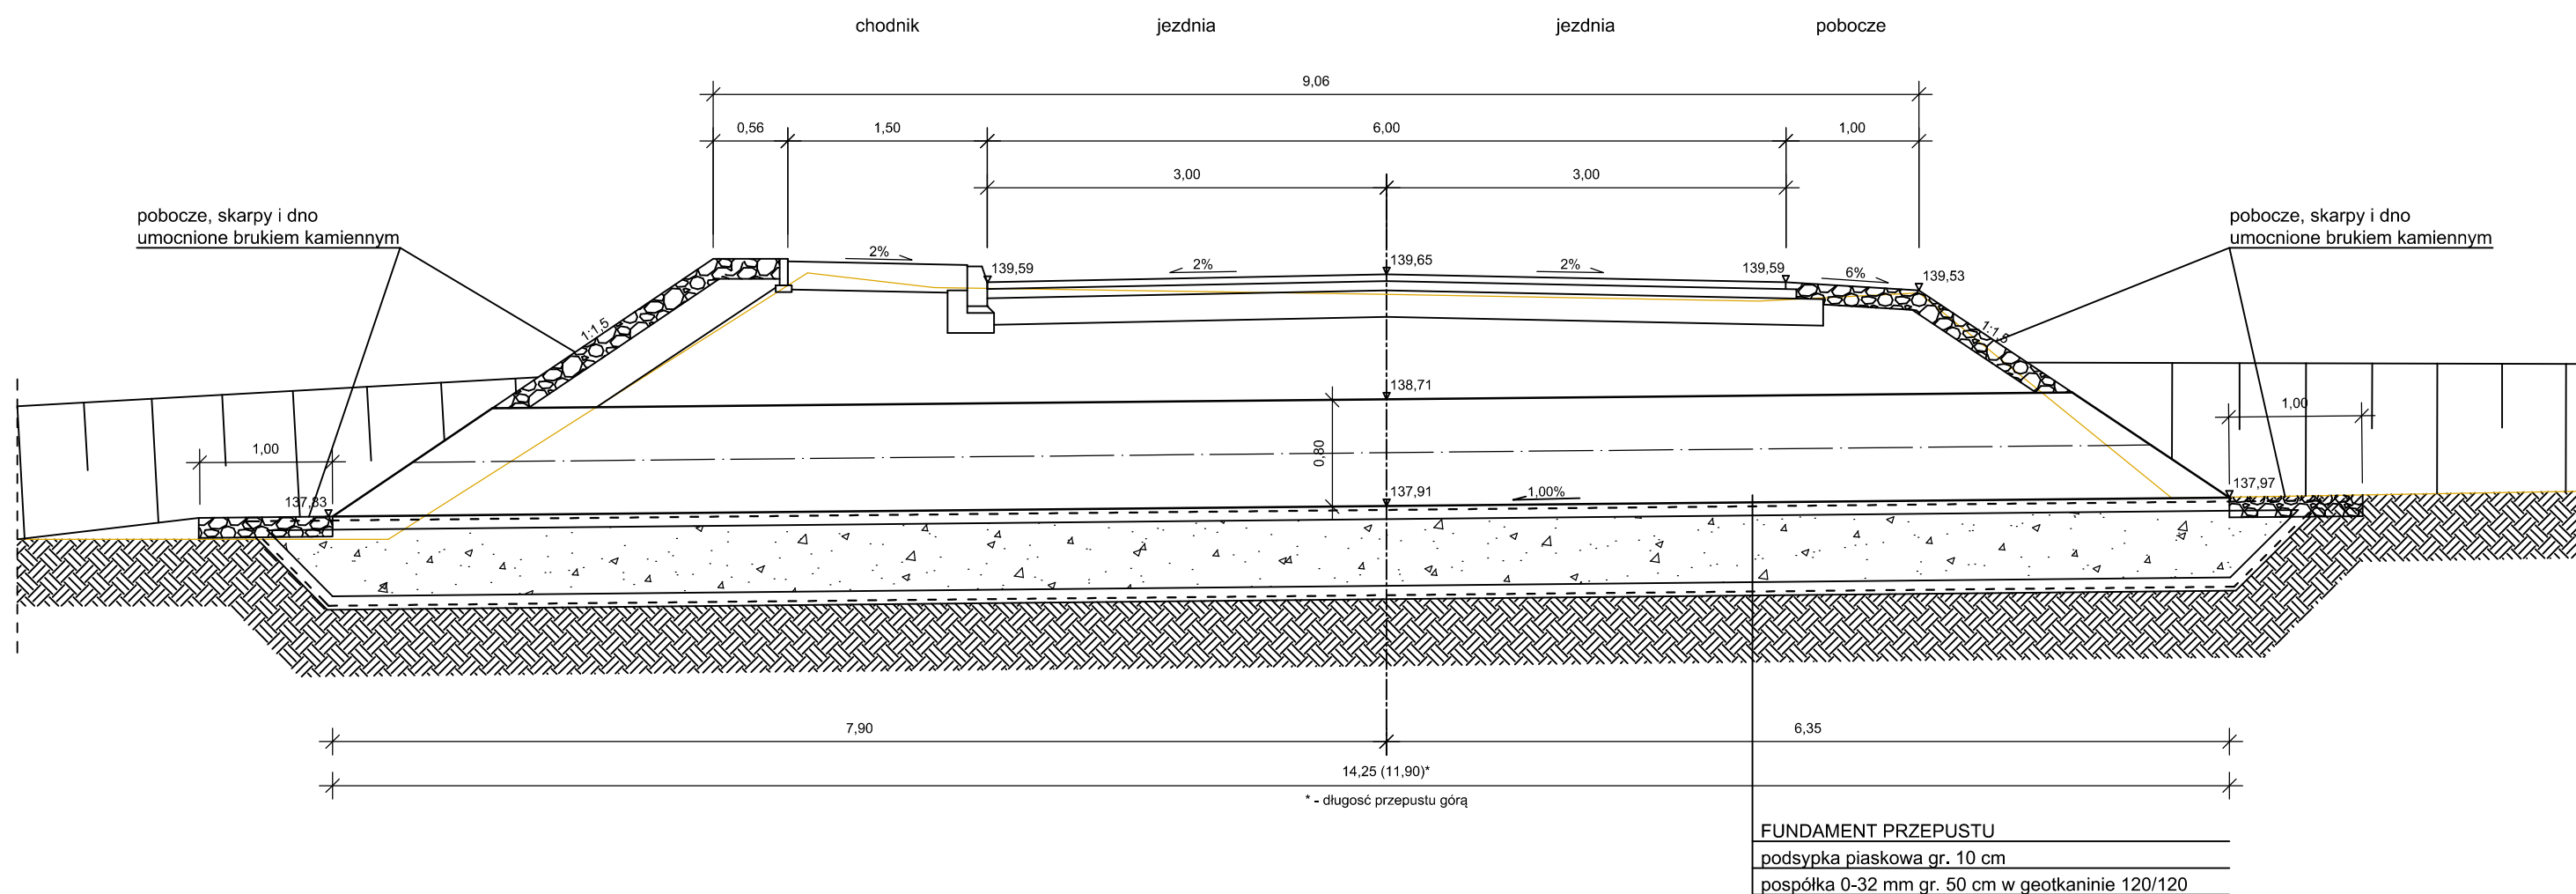 chodnik jezdnia jezdnia pobocze
9,06
0,56 1,50 6,00 1,00
3,00 3,00
pobocze, skarpy i dno
umocnione brukiem kamiennym
pobocze, skarpy i dno
umocnione brukiem kamiennym
2% 139,59 2% 139,65 2% 139,59 6% 139,53
1:1,5 1:1,5
138,71
1,00 0,80 1,00
137,83 137,91 1,00% 137,97
7,90 6,35
14,25 (11,90)*
* - długosć przepustu górą
FUNDAMENT PRZEPUSTU
podsypka piaskowa gr. 10 cm
pospółka 0-32 mm gr. 50 cm w geotkaninie 120/120